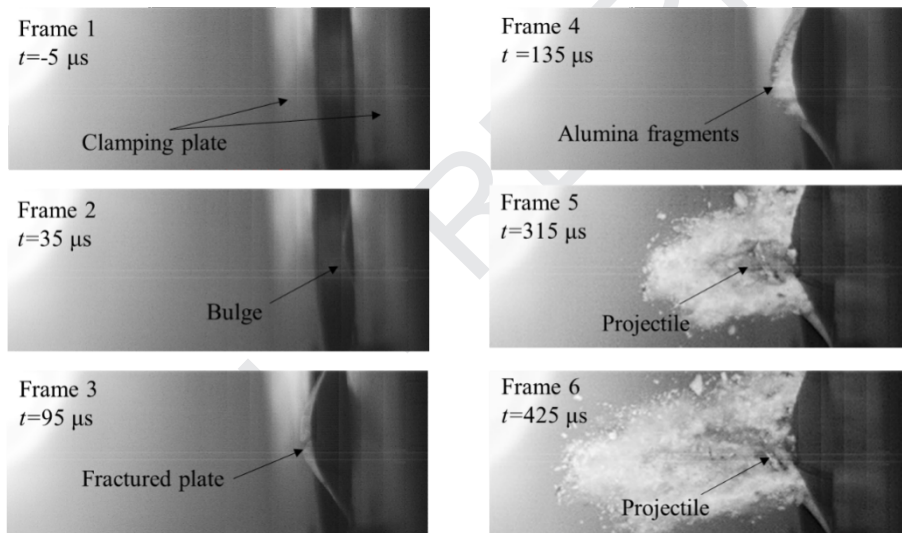 Frame 1
t=-5 μs
Clamping plate
Frame 2
t=35 μs
Bulge
Frame 3
t=95 μs
Fractured plate
Frame 4
t =135 μs
Alumina fragments
Frame 5
t=315 μs
Projectile
Frame 6
t=425 μs
Projectile